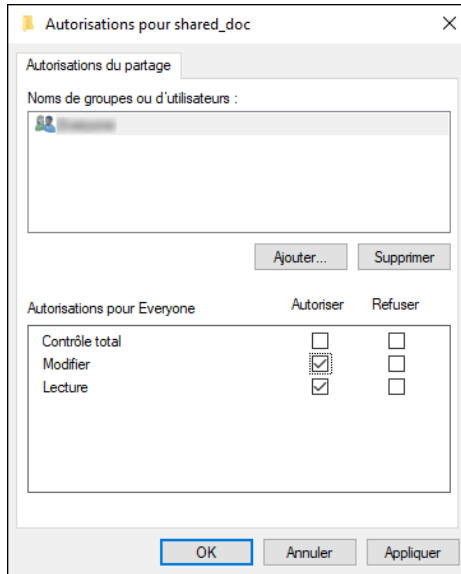 Autorisations pour shared_doc
Autorisations du partage
Noms de groupes ou d'utilisateurs :
Ajouter...
Supprimer
Autorisations pour Everyone
Autoriser
Refuser
Contrôle total
Modifier
Lecture
OK
Annuler
Appliquer